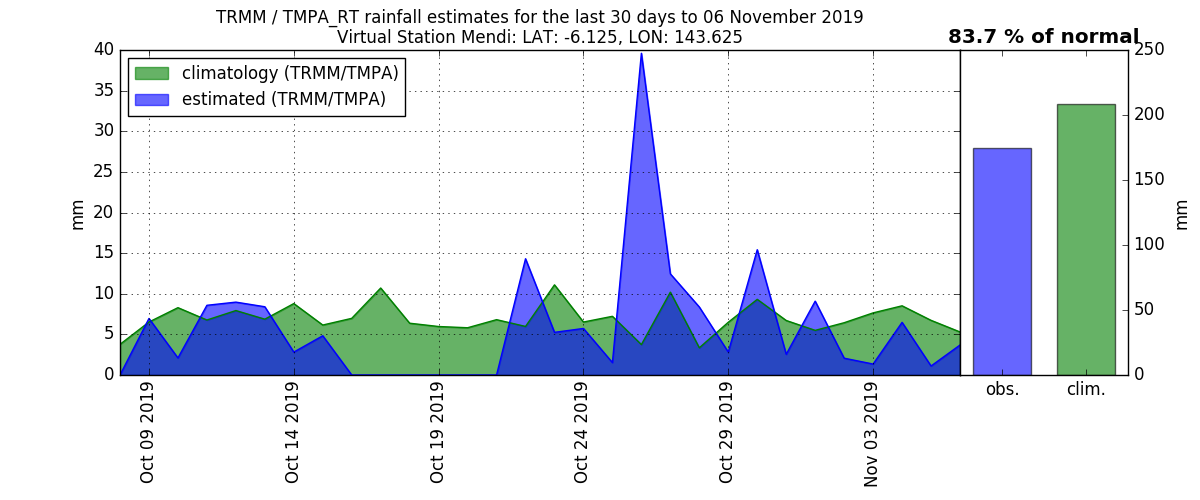 TRMM / TMPA_RT rainfall estimates for the last 30 days to 06 November 2019
Virtual Station Mendi: LAT: -6.125, LON: 143.625
83.7 % of normal
climatology (TRMM/TMPA)
estimated (TRMM/TMPA)
40
35
30
25
20
15
10
5
0
mm
Oct 09 2019
Oct 14 2019
Oct 19 2019
Oct 24 2019
Oct 29 2019
Nov 03 2019
obs.
clim.
250
200
150
100
50
0
mm